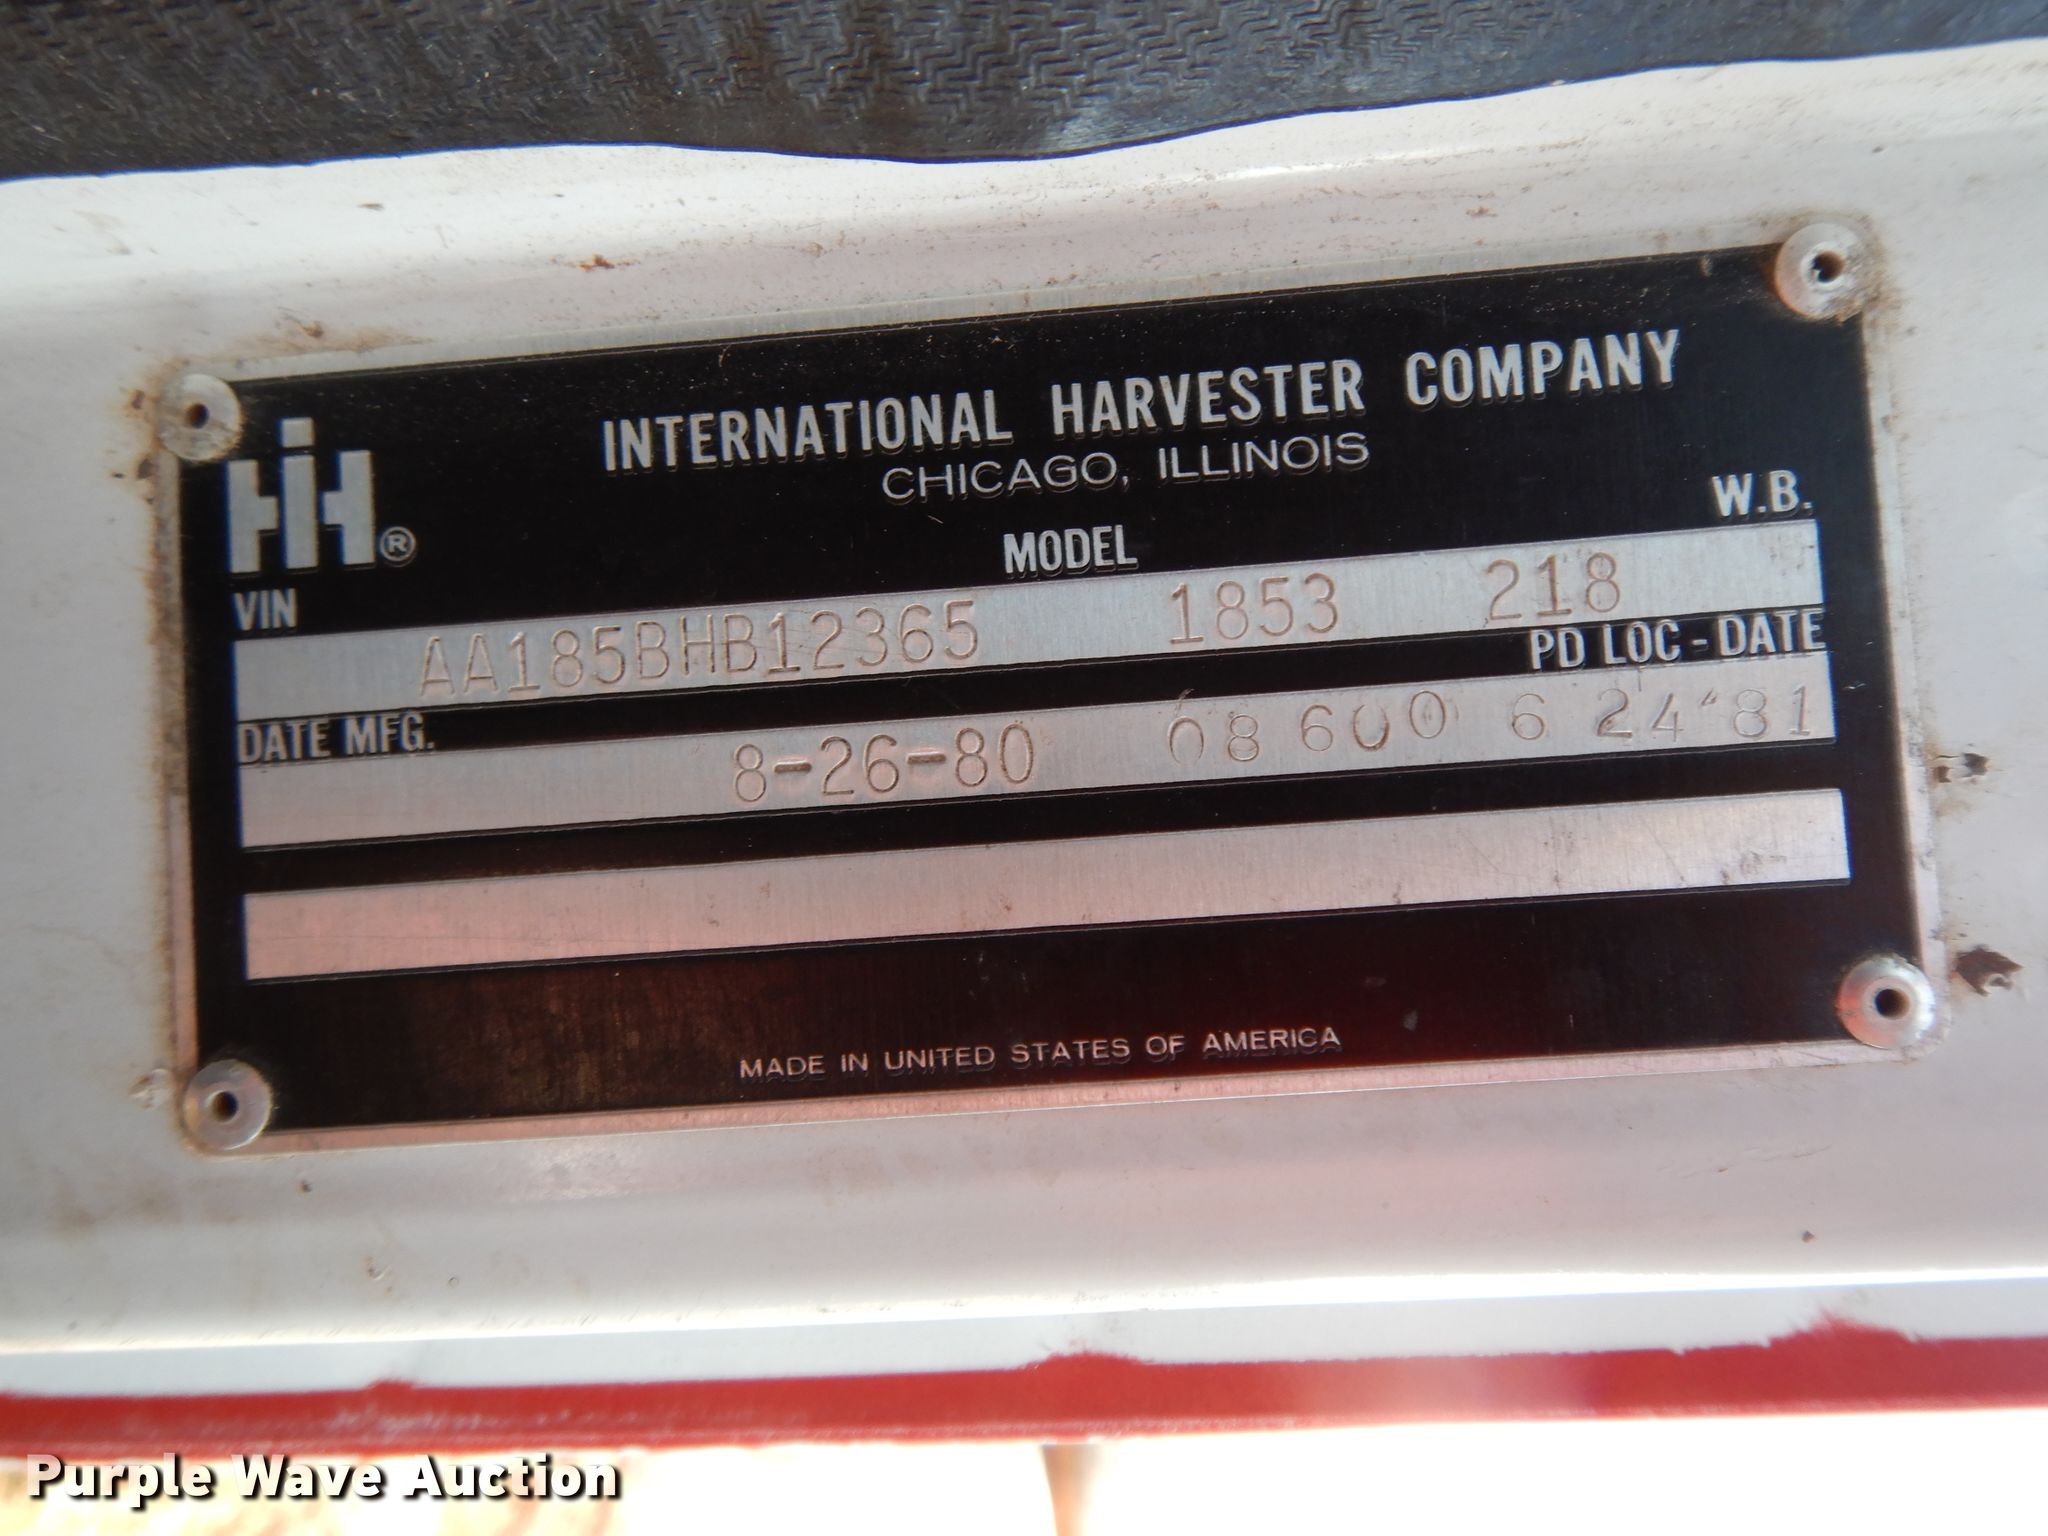 INTERNATIONAL HARVESTER COMPANY
CHICAGO, ILLINOIS
IH®
VIN MODEL W.B.
AA185BHB12365 1853 218
DATE MFG. PD LOC-DATE
8-26-80 08 600 6 24 81
MADE IN UNITED STATES OF AMERICA
Purple Wave Auction